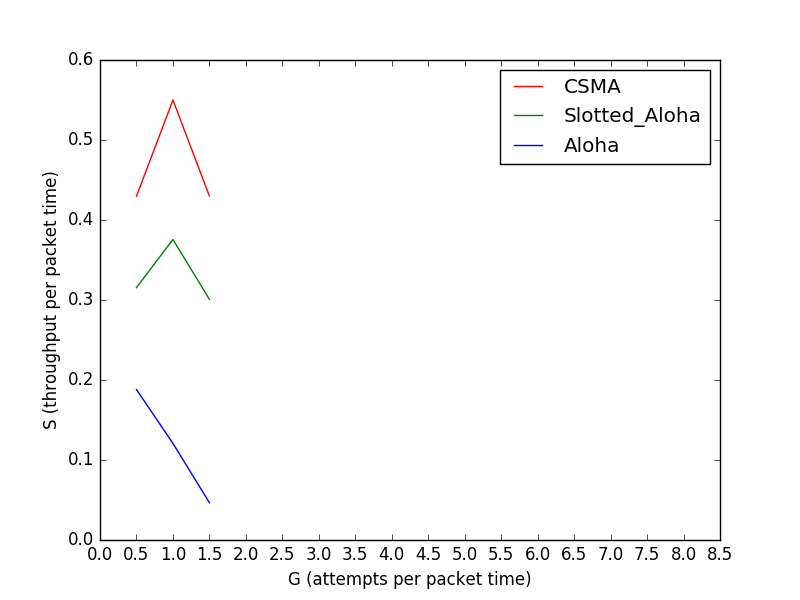 0.6
0.5
0.4
0.3
0.2
0.1
0.0
S (throughput per packet time)
CSMA
Slotted_Aloha
Aloha
0.0 0.5 1.0 1.5 2.0 2.5 3.0 3.5 4.0 4.5 5.0 5.5 6.0 6.5 7.0 7.5 8.0 8.5
G (attempts per packet time)